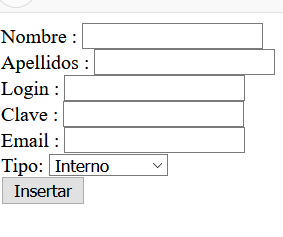 Nombre :
Apellidos :
Login :
Clave :
Email :
Tipo: Interno
Insertar